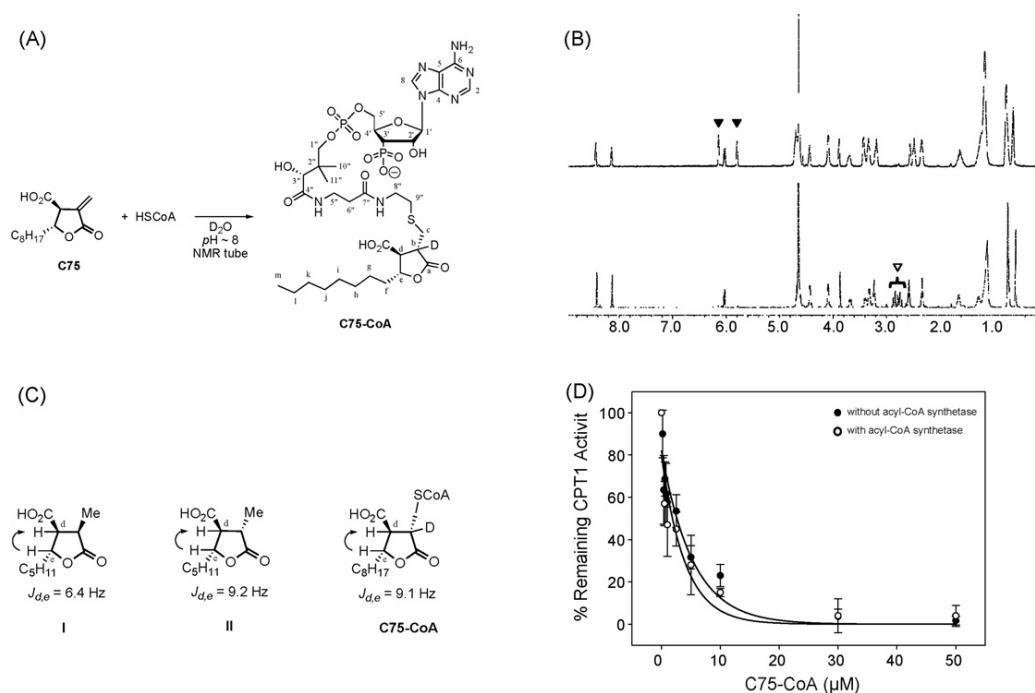 (A)
NH₂
6
5
N
N
8
N
4
N
2
5'
O
O
P
O
O
O
4'
3'
2'
1'
O
P
O
O
OH
P
O
O
O⊖
1"
2"
10"
HO
3"
11"
4"
O
N
H
5"
6"
O
7"
N
H
8"
9"
S
c
HO₂C
O
O
C₈H₁₇
C75
+ HSCoA
D₂O
pH ~ 8
NMR tube
HO₂C
d
b
D
a
O
O
e
f
g
h
i
j
k
l
m
C75-CoA
(B)
8.0 7.0 6.0 5.0 4.0 3.0 2.0 1.0
(C)
HO₂C
Me
d
H
H
e
O
O
C₅H₁₁
J d,e = 6.4 Hz
I
HO₂C
Me
d
H
H
e
O
O
C₅H₁₁
J d,e = 9.2 Hz
II
SCoA
HO₂C
d
H
D
H
e
O
O
C₈H₁₇
J d,e = 9.1 Hz
C75-CoA
(D)
% Remaining CPT1 Activit
100
80
60
40
20
0
without acyl-CoA synthetase
with acyl-CoA synthetase
0 10 20 30 40 50
C75-CoA (μM)